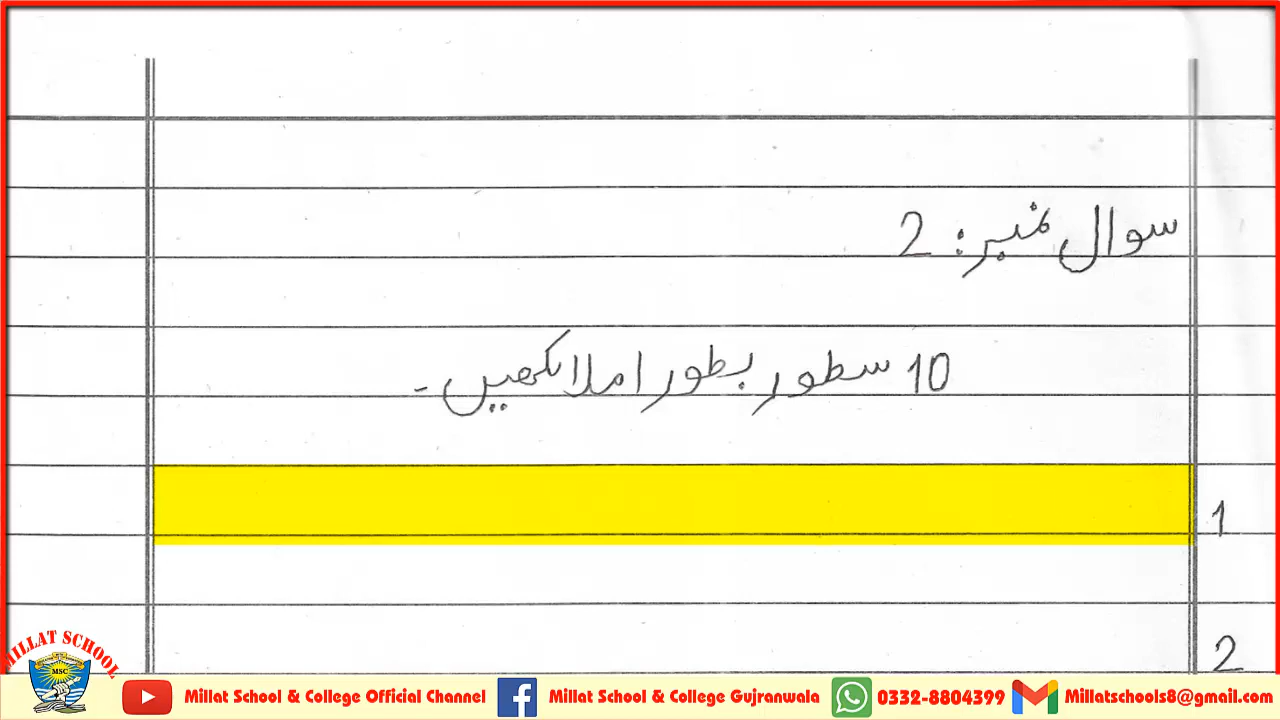 سوال نمبر: 2
10 سطور بطور املا لکھیں۔
1
2
MILLAT SCHOOL
MSC
Millat School & College Official Channel
Millat School & College Gujranwala
0332-8804399
Millatschools8@gmail.com